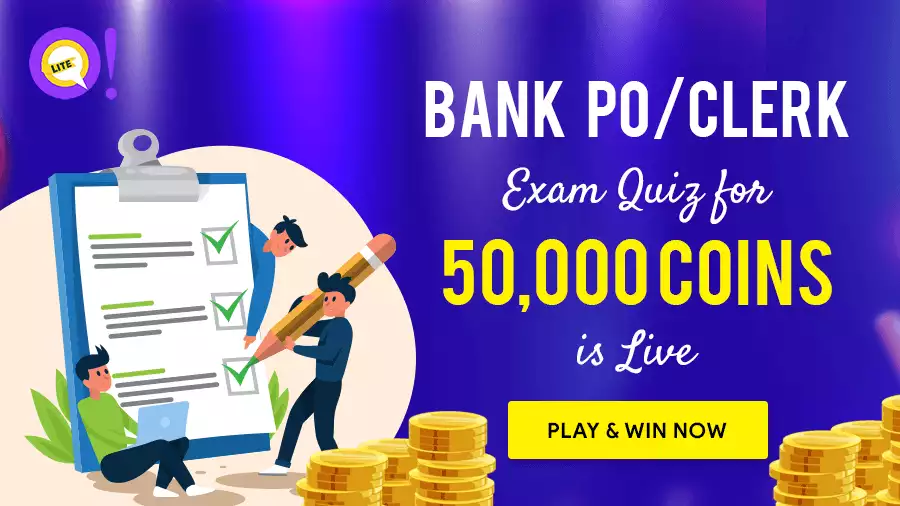 LITE
BANK PO/CLERK
Exam Quiz for
50,000 COINS
is Live
PLAY & WIN NOW